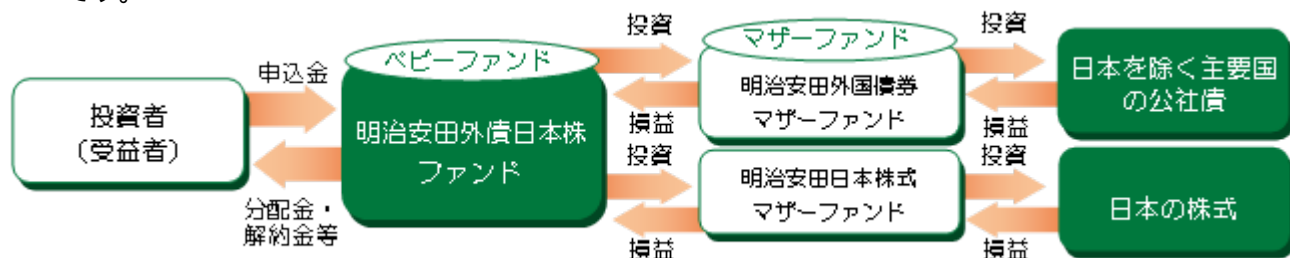 です。
投資
マザーファンド
投資
ベビーファンド
申込金
明治安田外国債券
マザーファンド
日本を除く主要国
の公社債
投資者
（受益者）
明治安田外債日本株
ファンド
損益
損益
投資
投資
明治安田日本株式
マザーファンド
日本の株式
分配金・
解約金等
損益
損益